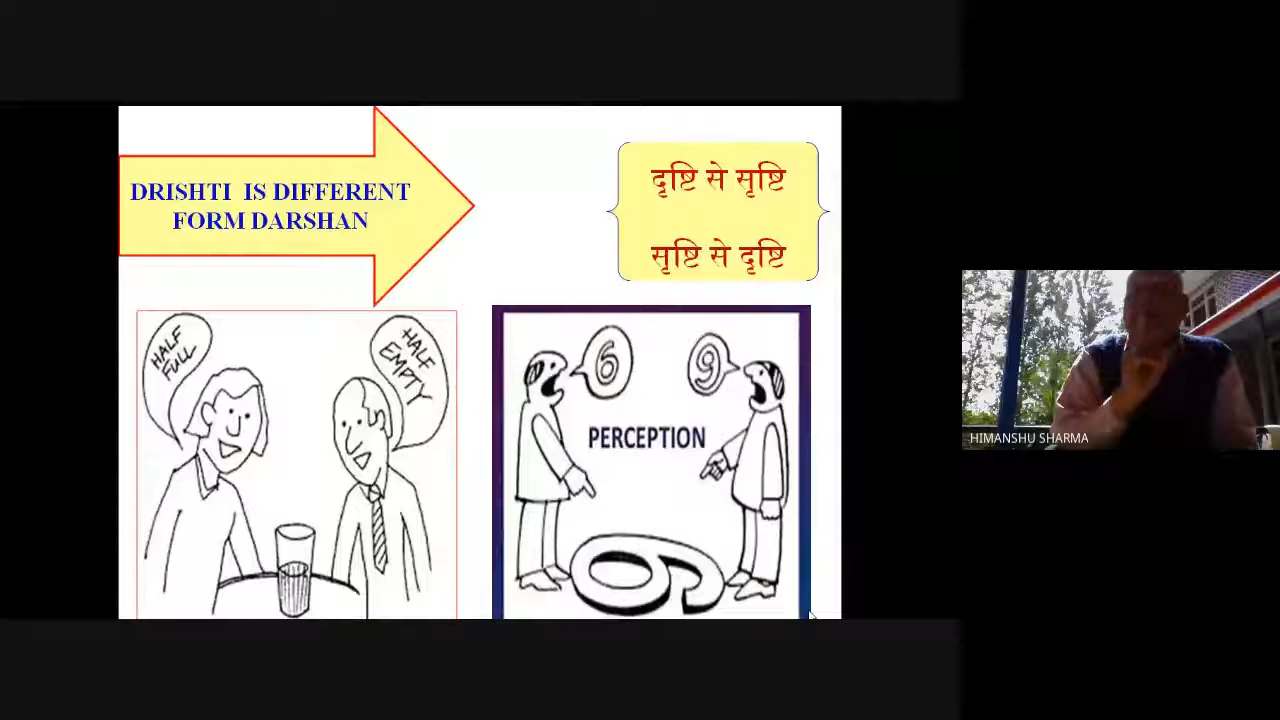 DRISHTI IS DIFFERENT
FORM DARSHAN
दृष्टि से सृष्टि
सृष्टि से दृष्टि
HALF
FULL
HALF
EMPTY
6
9
PERCEPTION
6
HIMANSHU SHARMA